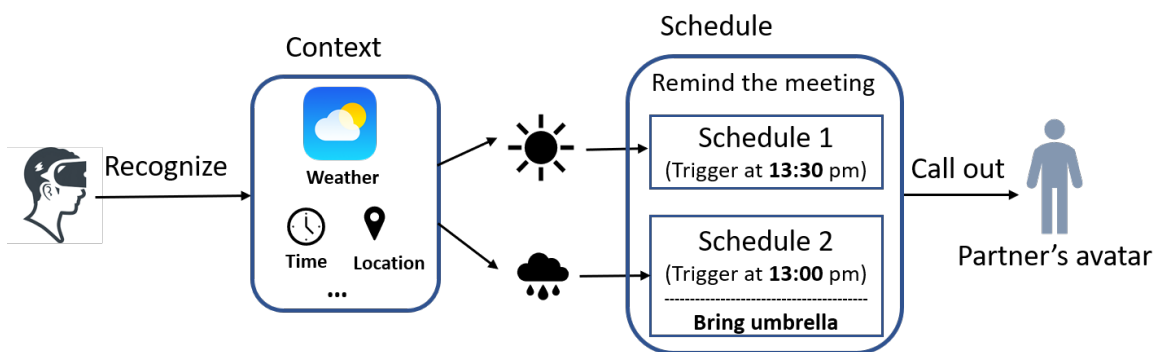 Context
Schedule
Recognize
Weather
Time
Location
...
Remind the meeting
Schedule 1
(Trigger at 13:30 pm)
Schedule 2
(Trigger at 13:00 pm)
Bring umbrella
Call out
Partner's avatar